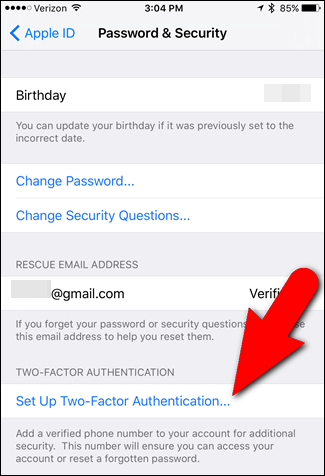 Verizon 3:04 PM 85%
Apple ID Password & Security
Birthday
You can update your birthday if it was previously set to the
incorrect date.
Change Password...
Change Security Questions...
RESCUE EMAIL ADDRESS
@gmail.com
If you forget your password or security questions
this email address to help you reset them.
TWO-FACTOR AUTHENTICATION
Set Up Two-Factor Authentication...
Add a verified phone number to your account for additional
security. This number will ensure you can access your
account or reset a forgotten password.